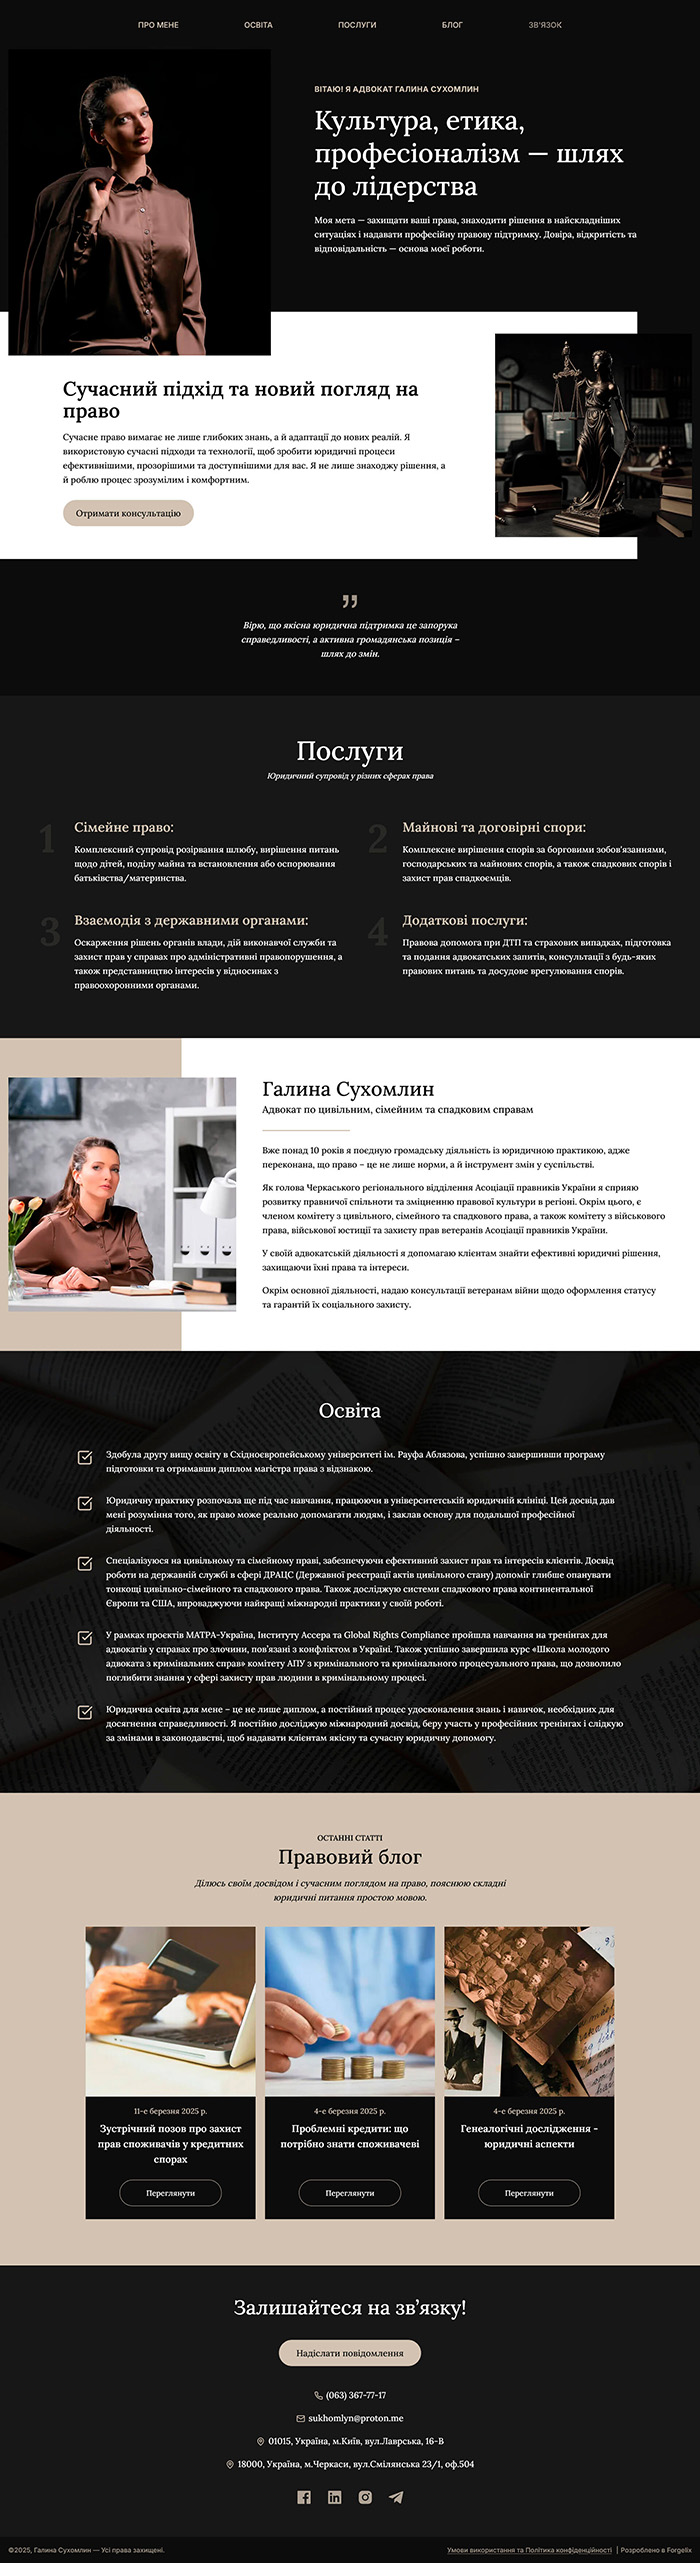 ПРО МЕНЕ
ОСВІТА
ПОСЛУГИ
БЛОГ
ЗВ'ЯЗОК
ВІТАЮ! Я АДВОКАТ ГАЛИНА СУХОМЛИН
Культура, етика,
професіоналізм — шлях
до лідерства
Моя мета — захищати ваші права, знаходити рішення в найскладніших
ситуаціях і надавати професійну правову підтримку. Довіра, відкритість та
відповідальність — основа моєї роботи.
Сучасний підхід та новий погляд на
право
Сучасне право вимагає не лише глибоких знань, а й адаптації до нових реалій. Я
використовую сучасні підходи та технології, щоб зробити юридичні процеси
ефективнішими, прозорішими та доступнішими для вас. Я не лише знаходжу рішення, а
й роблю процес зрозумілим і комфортним.
Отримати консультацію
Вірю, що якісна юридична підтримка це запорука
справедливості, а активна громадянська позиція –
шлях до змін.
Послуги
Юридичний супровід у різних сферах права
1
Сімейне право:
Комплексний супровід розірвання шлюбу, вирішення питань
щодо дітей, поділу майна та встановлення або оспорювання
батьківства/материнства.
2
Майнові та договірні спори:
Комплексне вирішення спорів за борговими зобов'язаннями,
господарських та майнових спорів, а також спадкових спорів і
захист прав спадкоємців.
3
Взаємодія з державними органами:
Оскарження рішень органів влади, дій виконавчої служби та
захист прав у справах про адміністративні правопорушення, а
також представництво інтересів у відносинах з
правоохоронними органами.
4
Додаткові послуги:
Правова допомога при ДТП та страхових випадках, підготовка
та подання адвокатських запитів, консультації з будь-яких
правових питань та досудове врегулювання спорів.
Галина Сухомлин
Адвокат по цивільним, сімейним та спадковим справам
Вже понад 10 років я поєдную громадську діяльність із юридичною практикою, адже
переконана, що право – це не лише норми, а й інструмент змін у суспільстві.
Як голова Черкаського регіонального відділення Асоціації правників України я сприяю
розвитку правничої спільноти та зміцненню правової культури в регіоні. Окрім цього, є
членом комітету з цивільного, сімейного та спадкового права, а також комітету з військового
права, військової юстиції та захисту прав ветеранів Асоціації правників України.
У своїй адвокатській діяльності я допомагаю клієнтам знайти ефективні юридичні рішення,
захищаючи їхні права та інтереси.
Окрім основної діяльності, надаю консультації ветеранам війни щодо оформлення статусу
та гарантій їх соціального захисту.
Освіта
Здобула другу вищу освіту в Східноєвропейському університеті ім. Рауфа Аблязова, успішно завершивши програму
підготовки та отримавши диплом магістра права з відзнакою.
Юридичну практику розпочала ще під час навчання, працюючи в університетській юридичній клініці. Цей досвід дав
мені розуміння того, як право може реально допомагати людям, і заклав основу для подальшої професійної
діяльності.
Спеціалізуюся на цивільному та сімейному праві, забезпечуючи ефективний захист прав та інтересів клієнтів. Досвід
роботи на державній службі в сфері ДРАЦС (Державної реєстрації актів цивільного стану) допоміг глибше опанувати
тонкощі цивільно-сімейного та спадкового права. Також досліджую системи спадкового права континентальної
Європи та США, впроваджуючи найкращі міжнародні практики у своїй роботі.
У рамках проєктів МАТРА-Україна, Інституту Ассера та Global Rights Compliance пройшла навчання на тренінгах для
адвокатів у справах про злочини, пов'язані з конфліктом в Україні. Також успішно завершила курс «Школа молодого
адвоката з кримінальних справ» комітету АПУ з кримінального та кримінального процесуального права, що дозволило
поглибити знання у сфері захисту прав людини в кримінальному процесі.
Юридична освіта для мене – це не лише диплом, а постійний процес удосконалення знань і навичок, необхідних для
досягнення справедливості. Я постійно досліджую міжнародний досвід, беру участь у професійних тренінгах і слідкую
за змінами в законодавстві, щоб надавати клієнтам якісну та сучасну юридичну допомогу.
ОСТАННІ СТАТТІ
Правовий блог
Ділюсь своїм досвідом і сучасним поглядом на право, пояснюю складні
юридичні питання простою мовою.
11-е березня 2025 р.
Зустрічний позов про захист
прав споживачів у кредитних
спорах
Переглянути
4-е березня 2025 р.
Проблемні кредити: що
потрібно знати споживачеві
Переглянути
4-е березня 2025 р.
Генеалогічні дослідження -
юридичні аспекти
Переглянути
Залишайтеся на зв’язку!
Надіслати повідомлення
(063) 367-77-17
sukhomlyn@proton.me
01015, Україна, м.Київ, вул.Лаврська, 16-В
18000, Україна, м.Черкаси, вул.Смілянська 23/1, оф.504
©2025, Галина Сухомлин — Усі права захищені.
Умови використання та Політика конфіденційності | Розроблено в Forgelix